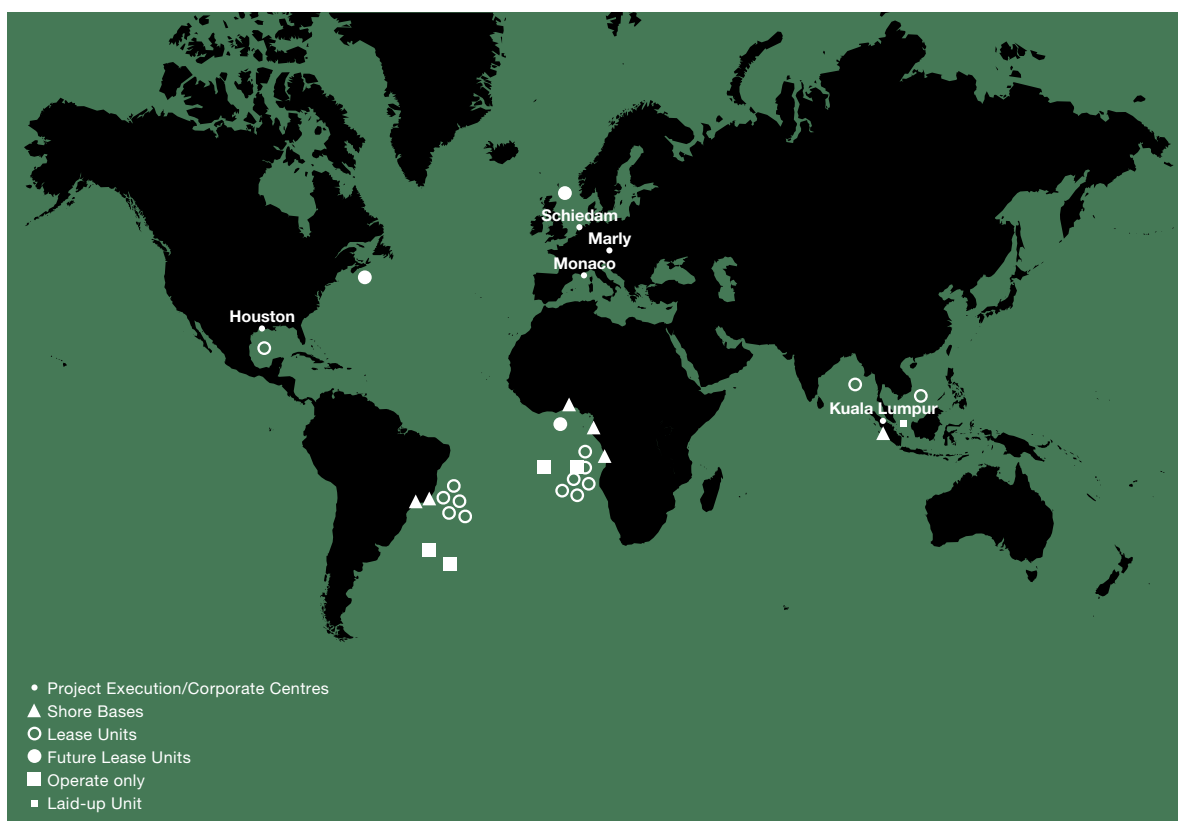 Schiedam
Marly
Monaco
Houston
Kuala Lumpur
Project Execution/Corporate Centres
Shore Bases
Lease Units
Future Lease Units
Operate only
Laid-up Unit